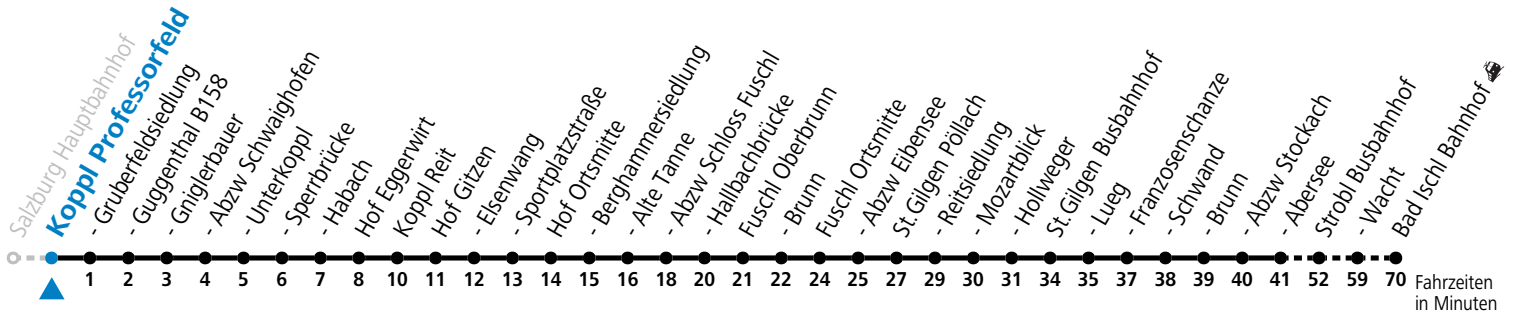 Salzburg Hauptbahnhof
Koppl Professorfeld
- Gruberfeldsiedlung
- Guggenthal B158
- Gniglerbauer
- Abzw Schwaighofen
- Unterkoppl
- Sperrbrücke
- Habach
Hof Eggerwirt
Koppl Reit
Hof Gitzen
- Elsenwang
- Sportplatzstraße
Hof Ortsmitte
- Berghammersiedlung
- Alte Tanne
- Abzw Schloss Fuschl
- Hallbachbrücke
Fuschl Oberbrunn
- Brunn
Fuschl Ortsmitte
- Abzw Eibensee
St.Gilgen Pöllach
- Reitsiedlung
- Mozartblick
- Hollweger
St.Gilgen Busbahnhof
- Lueg
- Franzosenschanze
- Schwand
- Brunn
- Abzw Stockach
- Abersee
Strobl Busbahnhof
- Wacht
Bad Ischl Bahnhof
1 2 3 4 5 6 7 8 10 11 12 13 14 15 16 18 20 21 22 24 25 27 29 30 31 34 35 37 38 39 40 41 52 59 70 Fahrzeiten
in Minuten